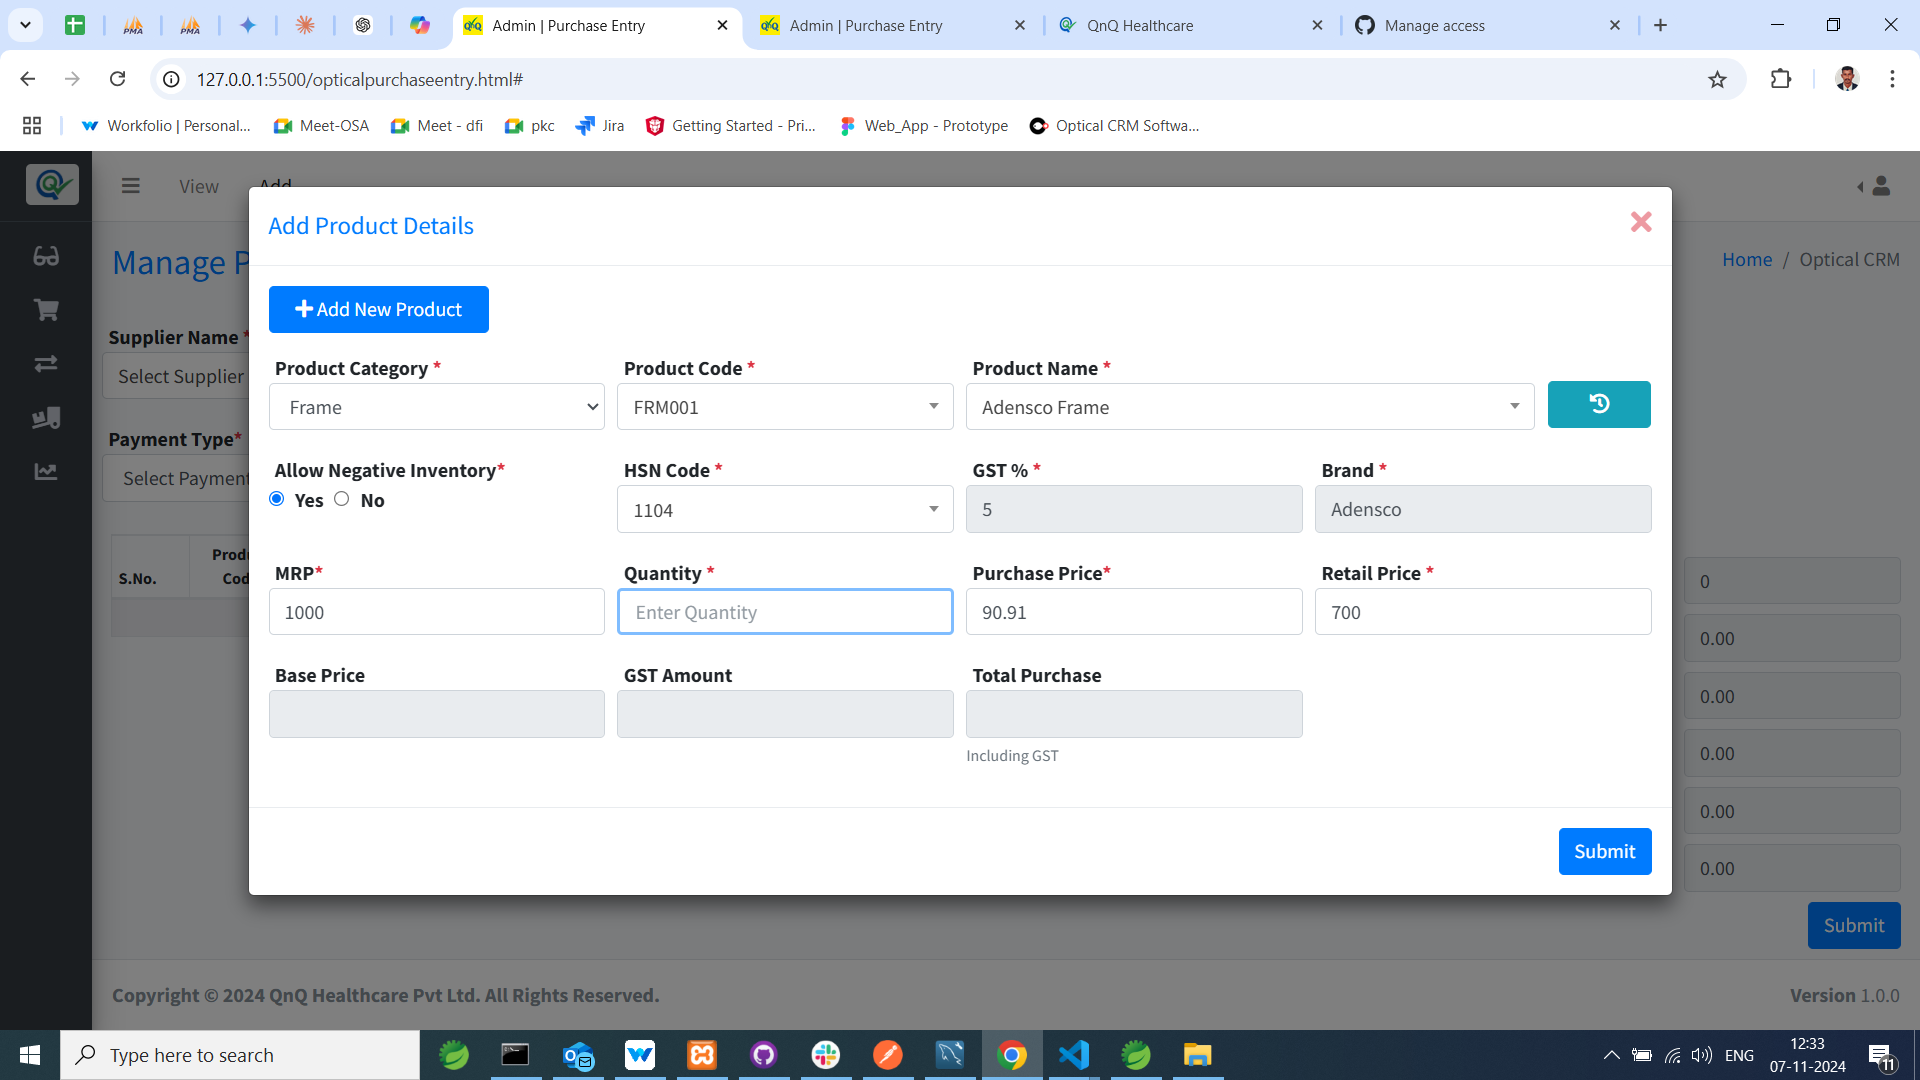 Admin | Purchase Entry
Admin | Purchase Entry
QnQ Healthcare
Manage access
127.0.0.1:5500/opticalpurchaseentry.html#
Workfolio | Personal...
Meet-OSA
Meet - dfi
pkc
Jira
Getting Started - Pri...
Web_App - Prototype
Optical CRM Softwa...
View
Add
Manage P
Home / Optical CRM
Supplier Name *
Select Supplier
Payment Type*
Select Payment
S.No.
Produ
Cod
Add Product Details
Add New Product
Product Category *
Product Code *
Product Name *
Frame
FRM001
Adensco Frame
Allow Negative Inventory*
HSN Code *
GST % *
Brand *
Yes
No
1104
5
Adensco
MRP*
Quantity *
Purchase Price*
Retail Price *
1000
Enter Quantity
90.91
700
Base Price
GST Amount
Total Purchase
Including GST
Submit
0
0.00
0.00
0.00
0.00
0.00
Submit
Copyright © 2024 QnQ Healthcare Pvt Ltd. All Rights Reserved.
Version 1.0.0
Type here to search
ENG
12:33
07-11-2024
11